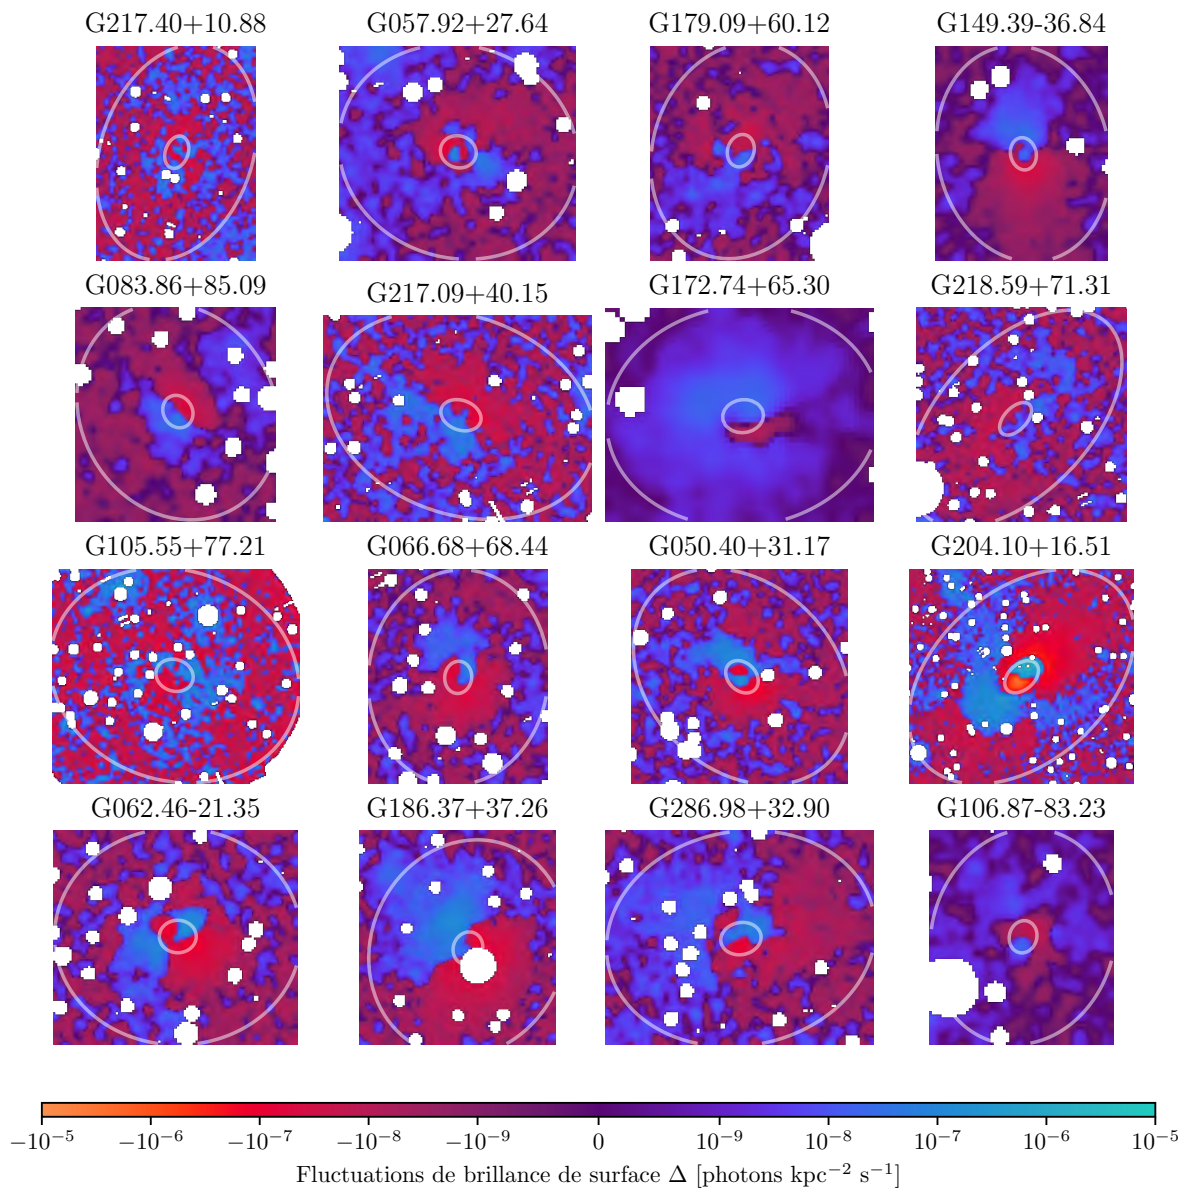 G217.40+10.88 G057.92+27.64 G179.09+60.12 G149.39-36.84
G083.86+85.09 G217.09+40.15 G172.74+65.30 G218.59+71.31
G105.55+77.21 G066.68+68.44 G050.40+31.17 G204.10+16.51
G062.46-21.35 G186.37+37.26 G286.98+32.90 G106.87-83.23
−10⁻⁵ −10⁻⁶ −10⁻⁷ −10⁻⁸ −10⁻⁹ 0 10⁻⁹ 10⁻⁸ 10⁻⁷ 10⁻⁶ 10⁻⁵
Fluctuations de brillance de surface Δ [photons kpc⁻² s⁻¹]